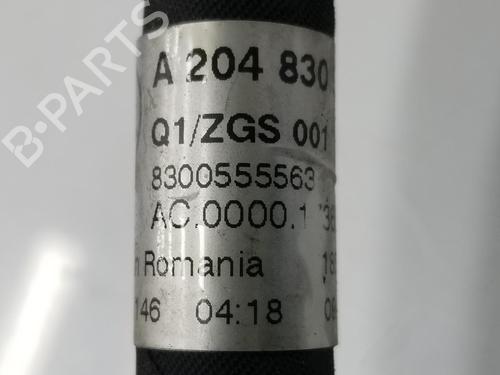 A 204 830
Q1/ZGS 001
8300555563
AC.0000.1
Romania
146 04:18
B-PARTS